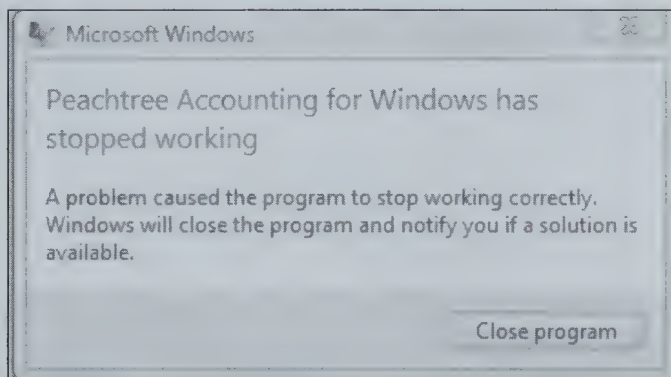 Microsoft Windows
Peachtree Accounting for Windows has
stopped working
A problem caused the program to stop working correctly.
Windows will close the program and notify you if a solution is
available.
Close program